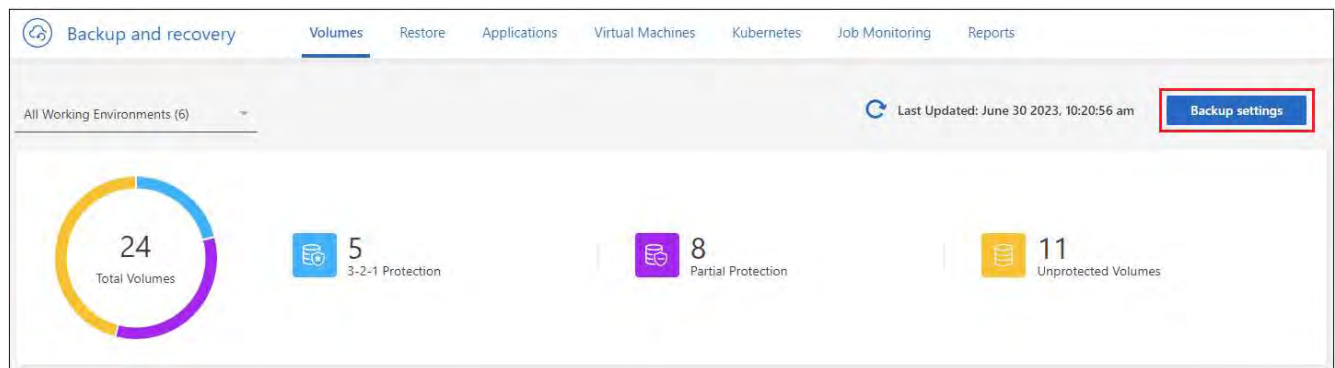 Backup and recovery Volumes Restore Applications Virtual Machines Kubernetes Job Monitoring Reports
All Working Environments (6) Last Updated: June 30 2023, 10:20:56 am Backup settings
24
Total Volumes
5
3-2-1 Protection
8
Partial Protection
11
Unprotected Volumes